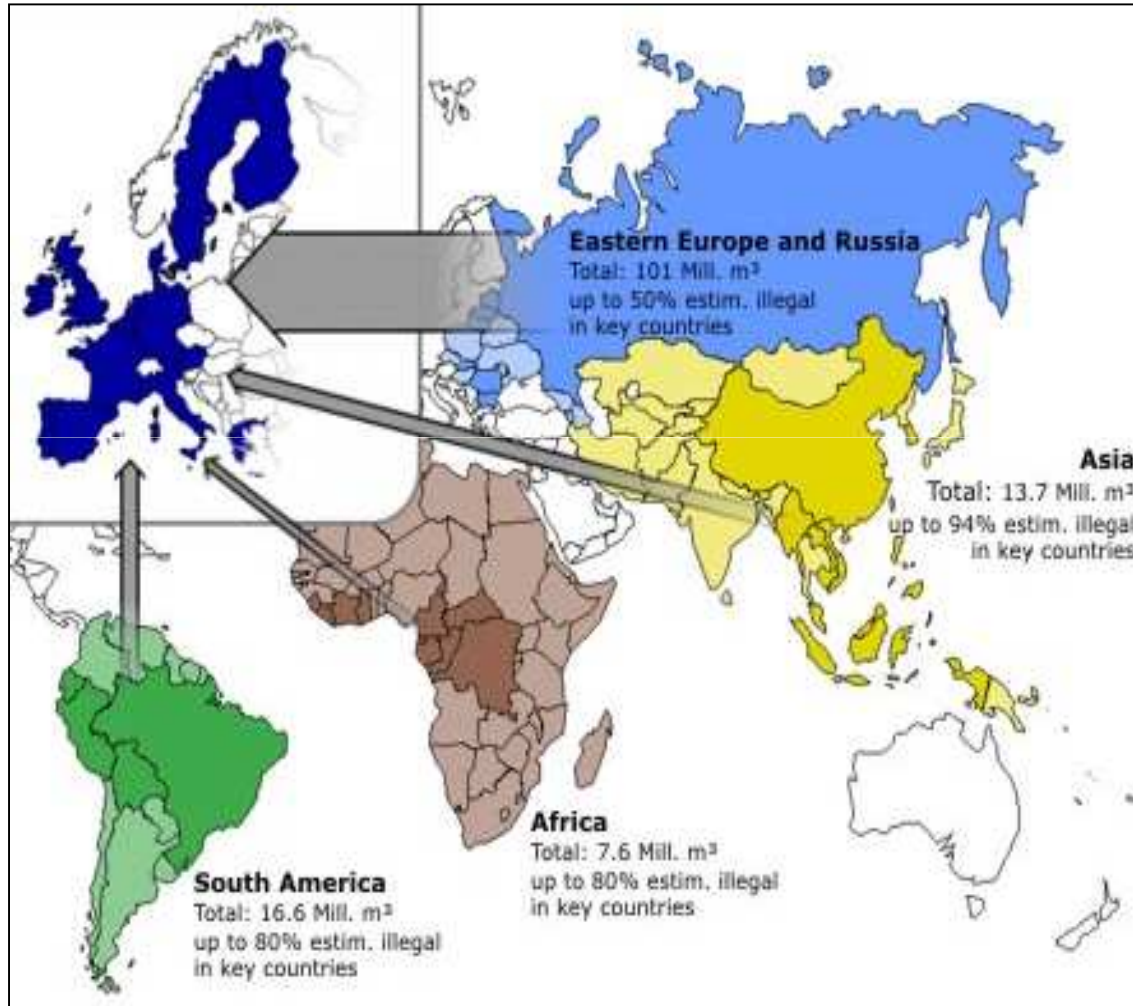 Eastern Europe and Russia
Total: 101 Mill. m³
up to 50% estim. illegal
in key countries
Asia
Total: 13.7 Mill. m³
up to 94% estim. illegal
in key countries
Africa
Total: 7.6 Mill. m³
up to 80% estim. illegal
in key countries
South America
Total: 16.6 Mill. m³
up to 80% estim. illegal
in key countries